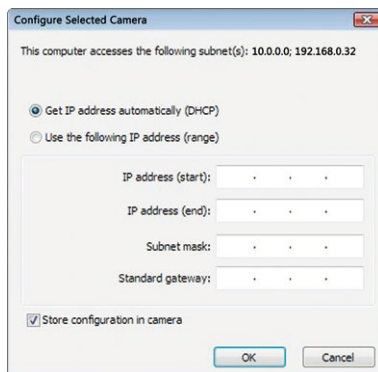 Configure Selected Camera
This computer accesses the following subnet(s): 10.0.0.0; 192.168.0.32
Get IP address automatically (DHCP)
Use the following IP address (range)
IP address (start):
IP address (end):
Subnet mask:
Standard gateway:
Store configuration in camera
OK Cancel